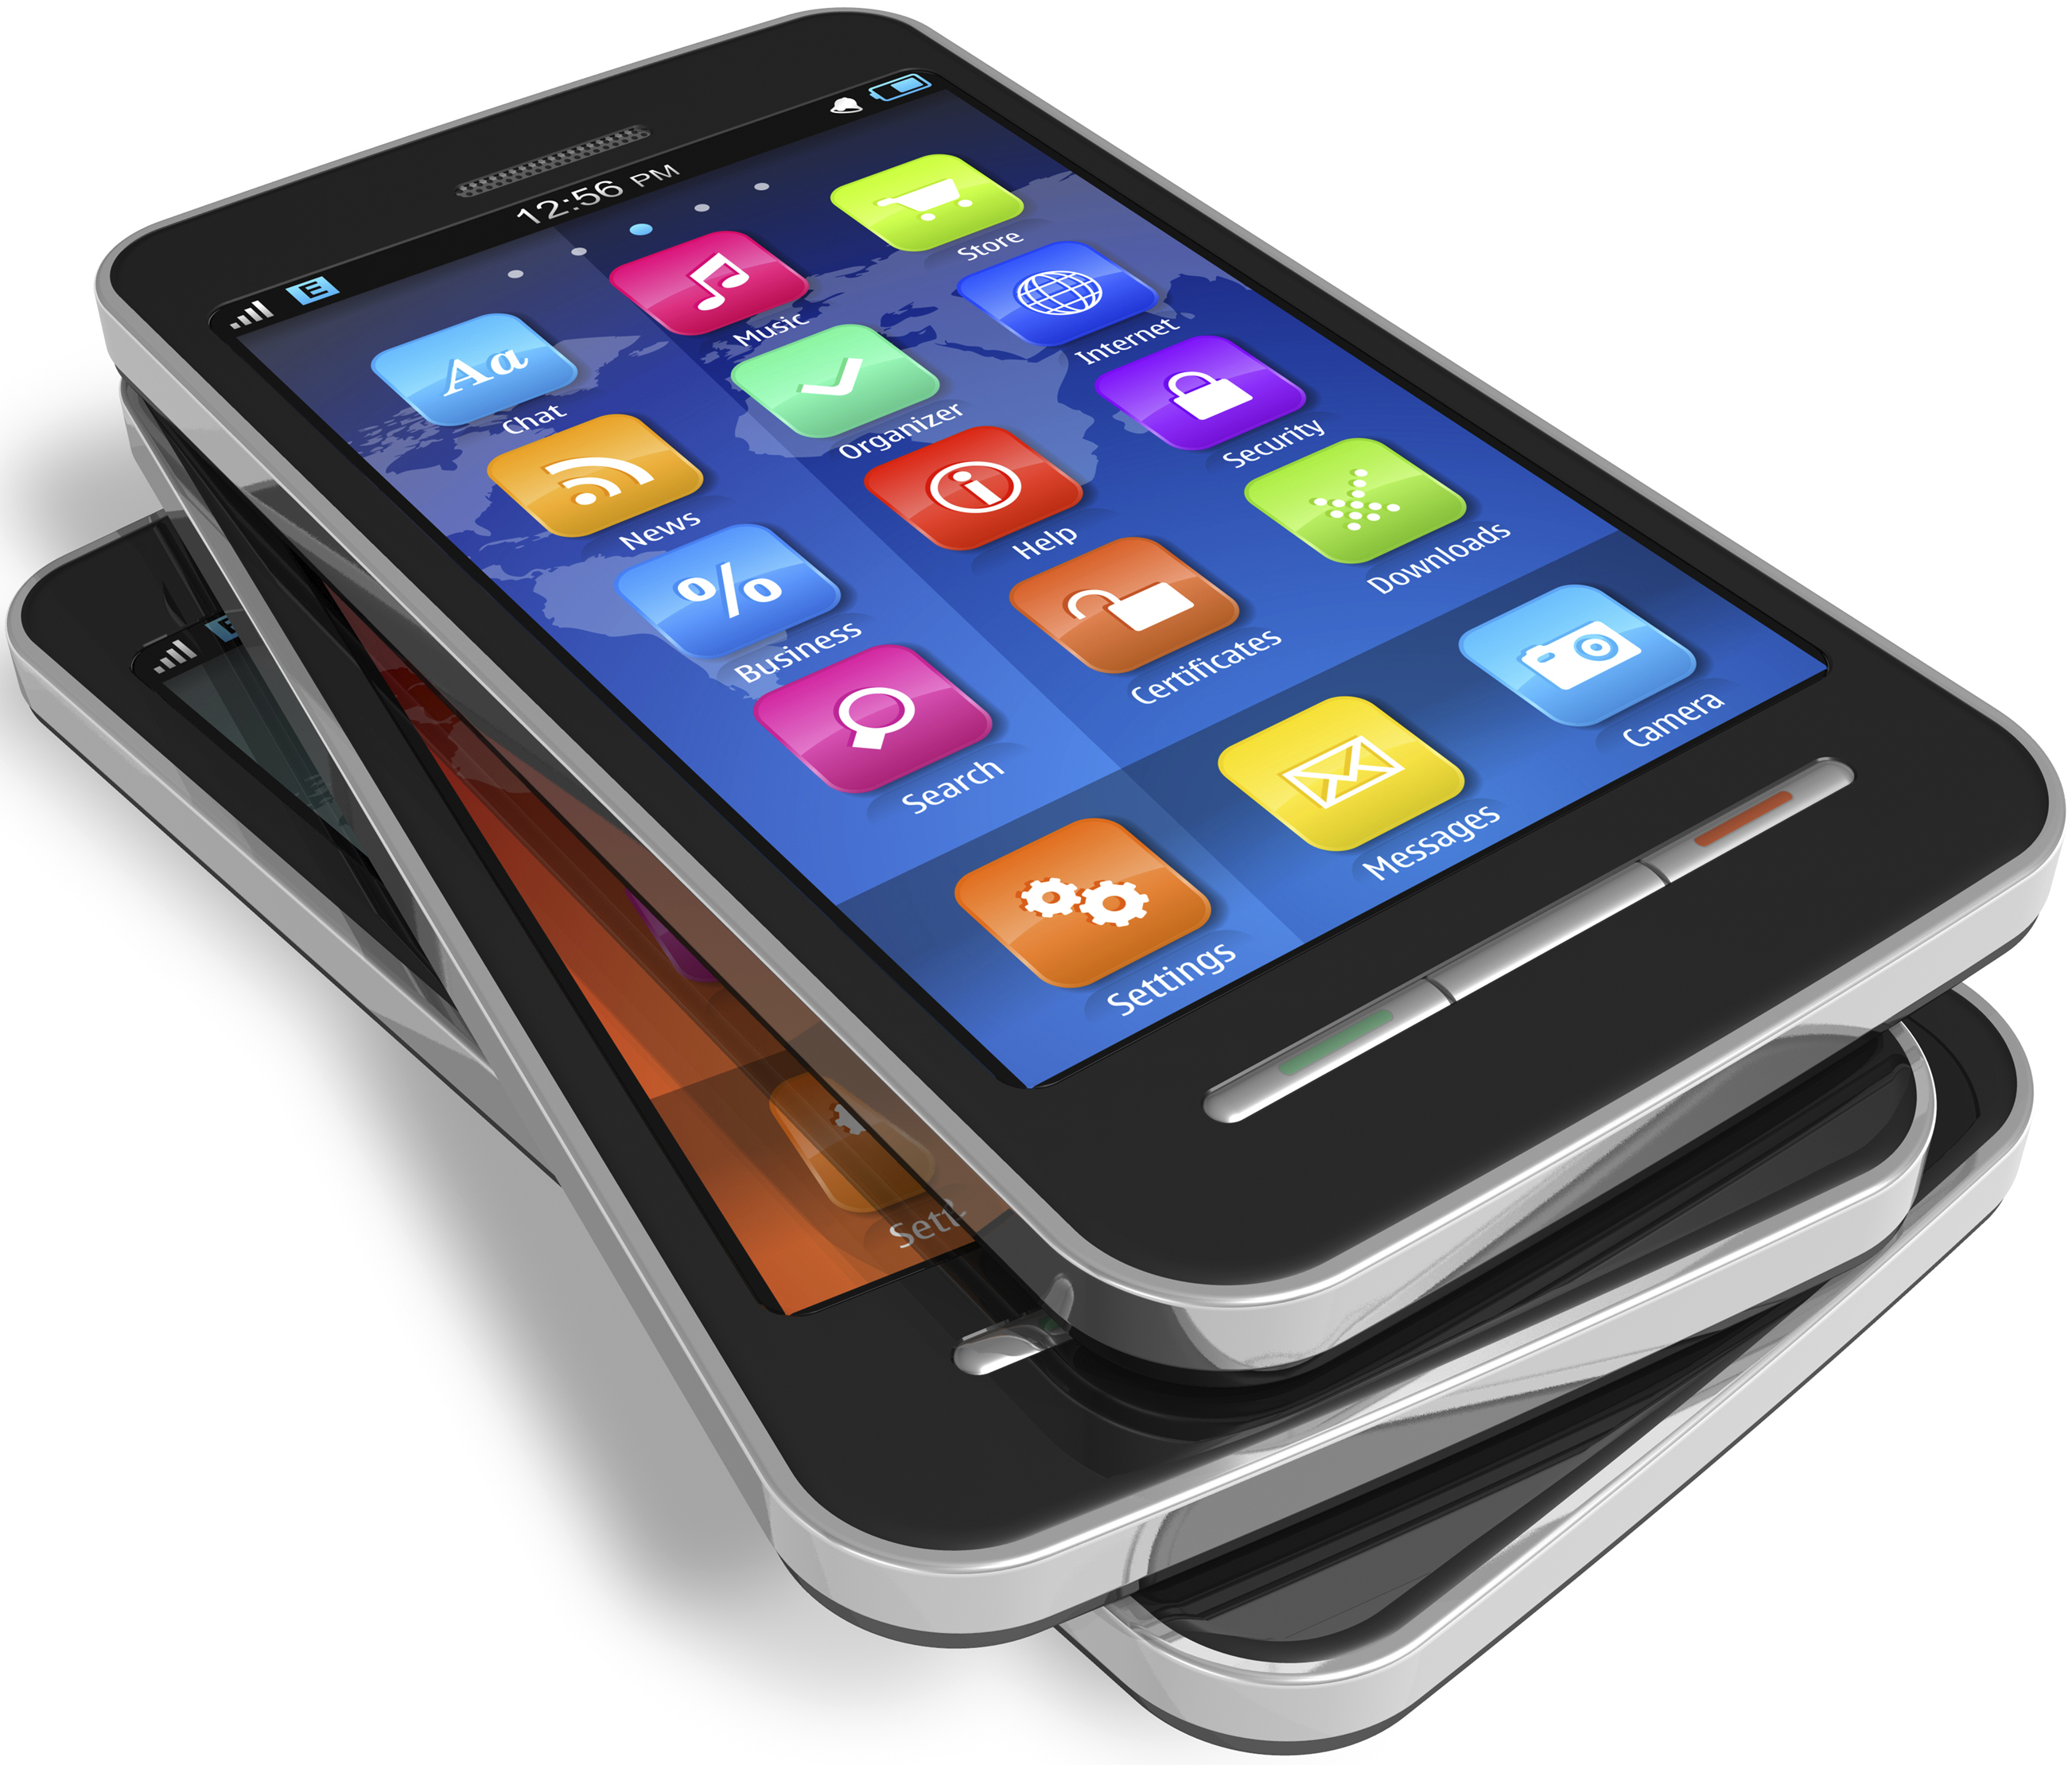 E
12:56 PM
Chat
Music
Store
News
Organizer
Internet
Business
Help
Security
Search
Certificates
Downloads
Settings
Messages
Camera
E